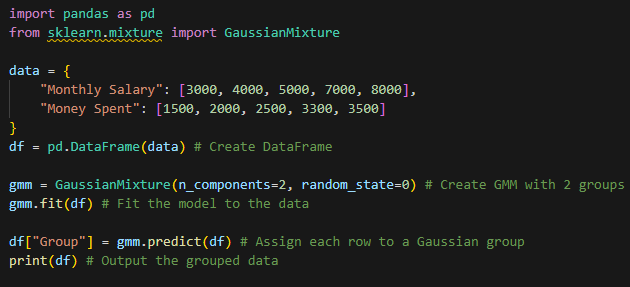 import pandas as pd
from sklearn.mixture import GaussianMixture
data = {
"Monthly Salary": [3000, 4000, 5000, 7000, 8000],
"Money Spent": [1500, 2000, 2500, 3300, 3500]
}
df = pd.DataFrame(data) # Create DataFrame
gmm = GaussianMixture(n_components=2, random_state=0) # Create GMM with 2 groups
gmm.fit(df) # Fit the model to the data
df["Group"] = gmm.predict(df) # Assign each row to a Gaussian group
print(df) # Output the grouped data